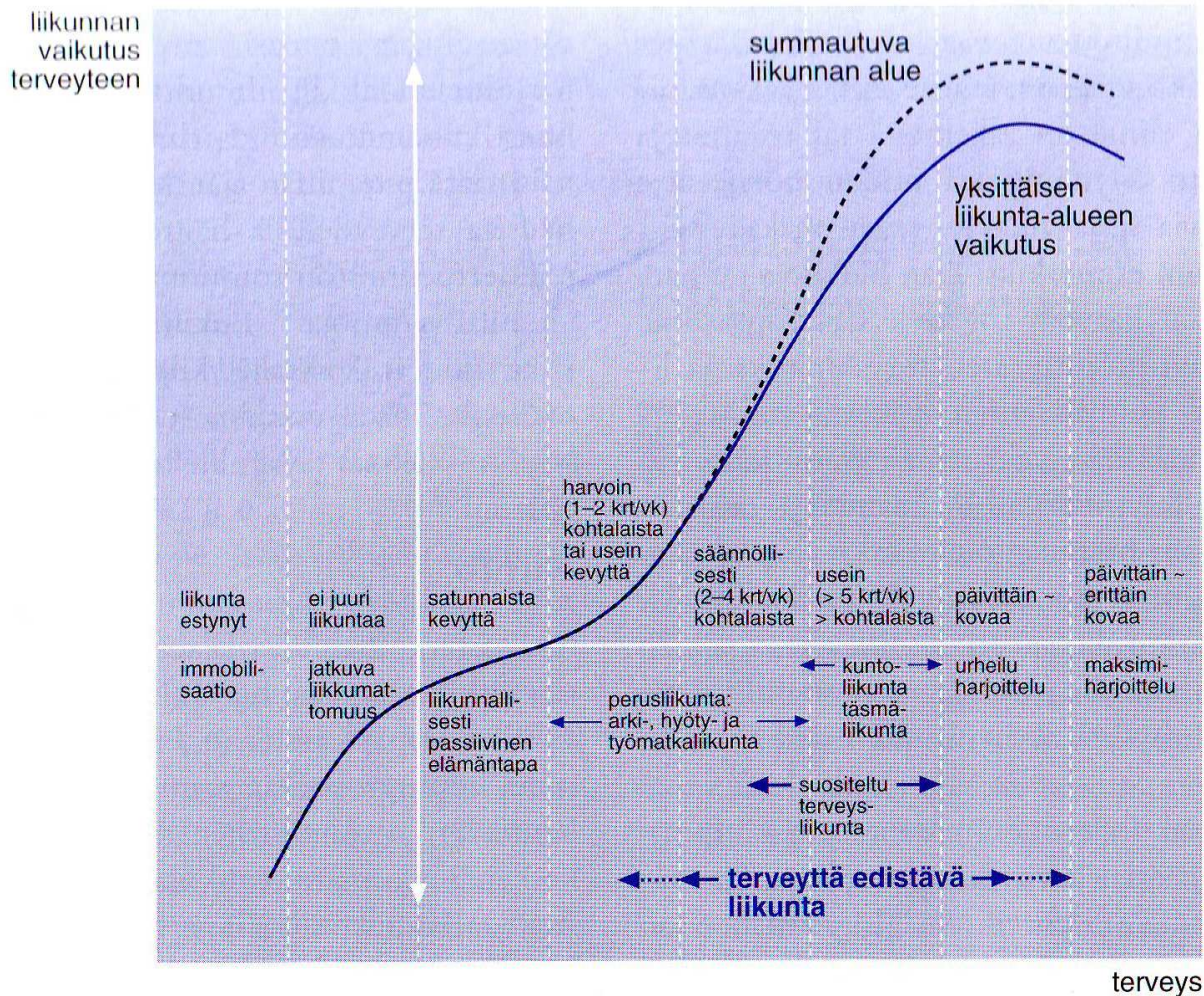 liikunnan
vaikutus
terveyteen
summautuva
liikunnan alue
yksittäisen
liikunta-alueen
vaikutus
liikunta
estynyt
ei juuri
liikuntaa
satunnaista
kevyttä
harvoin
(1–2 krt/vk)
kohtalaista
tai usein
kevyttä
säännölli-
sesti
(2–4 krt/vk)
kohtalaista
usein
(> 5 krt/vk)
> kohtalaista
päivittäin ~
kovaa
päivittäin ~
erittäin
kovaa
immobili-
saatio
jatkuva
liikkumat-
tomuus
liikunnalli-
sesti
passiivinen
elämäntapa
perusliikunta:
arki-, hyöty- ja
työmatkaliikunta
kunto-
liikunta
täsmä-
liikunta
urheilu
harjoittelu
maksimi-
harjoittelu
suositeltu
terveys-
liikunta
terveyttä edistävä
liikunta
terveys